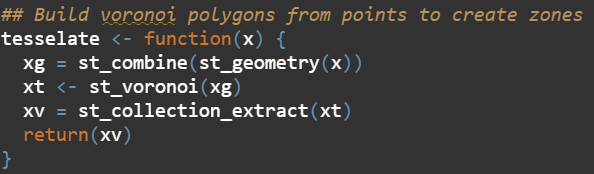 ## Build voronoi polygons from points to create zones
tesselate <- function(x) {
  xg = st_combine(st_geometry(x))
  xt <- st_voronoi(xg)
  xv = st_collection_extract(xt)
  return(xv)
}